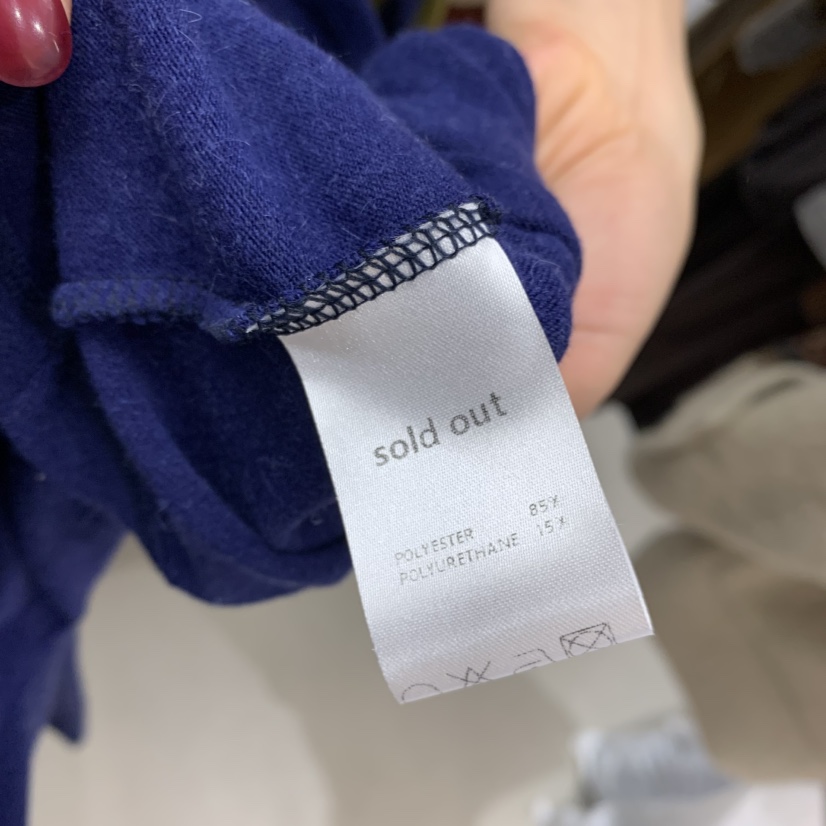 sold out
POLYESTER 85%
POLYURETHANE 15%